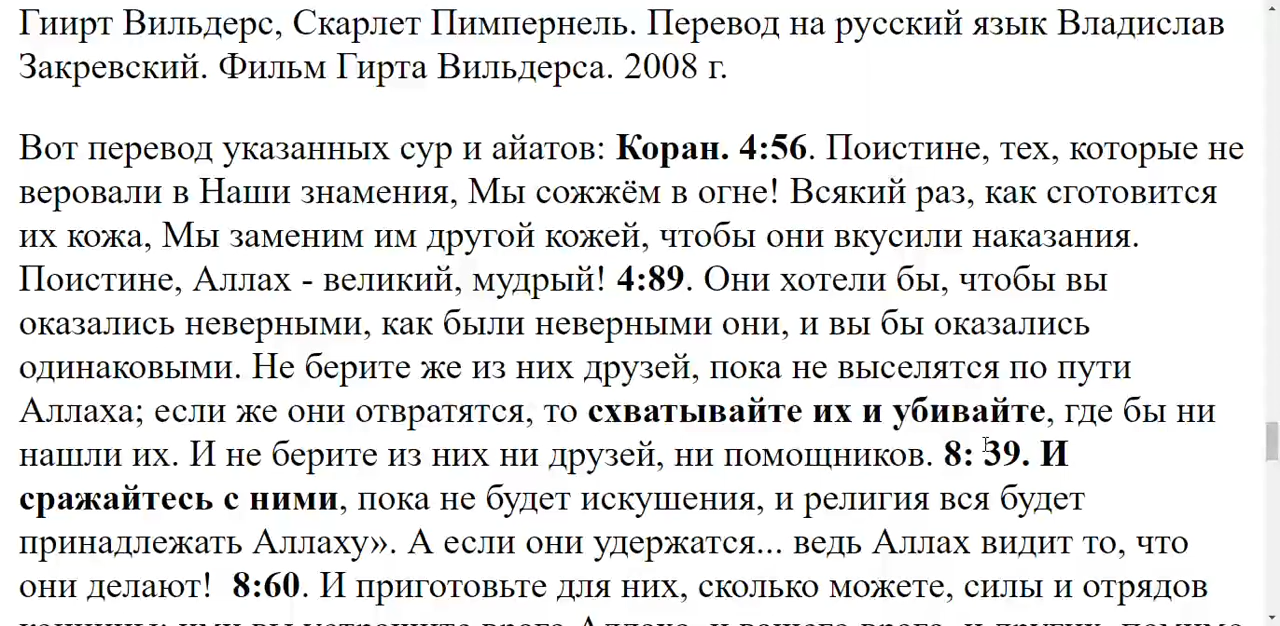 Гиирт Вильдерс, Скарлет Пимпернель. Перевод на русский язык Владислав
Закревский. Фильм Гирта Вильдерса. 2008 г.
Вот перевод указанных сур и айатов: Коран. 4:56. Поистине, тех, которые не
веровали в Наши знамения, Мы сожжём в огне! Всякий раз, как сготовится
их кожа, Мы заменим им другой кожей, чтобы они вкусили наказания.
Поистине, Аллах - великий, мудрый! 4:89. Они хотели бы, чтобы вы
оказались неверными, как были неверными они, и вы бы оказались
одинаковыми. Не берите же из них друзей, пока не выселятся по пути
Аллаха; если же они отвратятся, то схватывайте их и убивайте, где бы ни
нашли их. И не берите из них ни друзей, ни помощников. 8: 39. И
сражайтесь с ними, пока не будет искушения, и религия вся будет
принадлежать Аллаху». А если они удержатся... ведь Аллах видит то, что
они делают! 8:60. И приготовьте для них, сколько можете, силы и отрядов